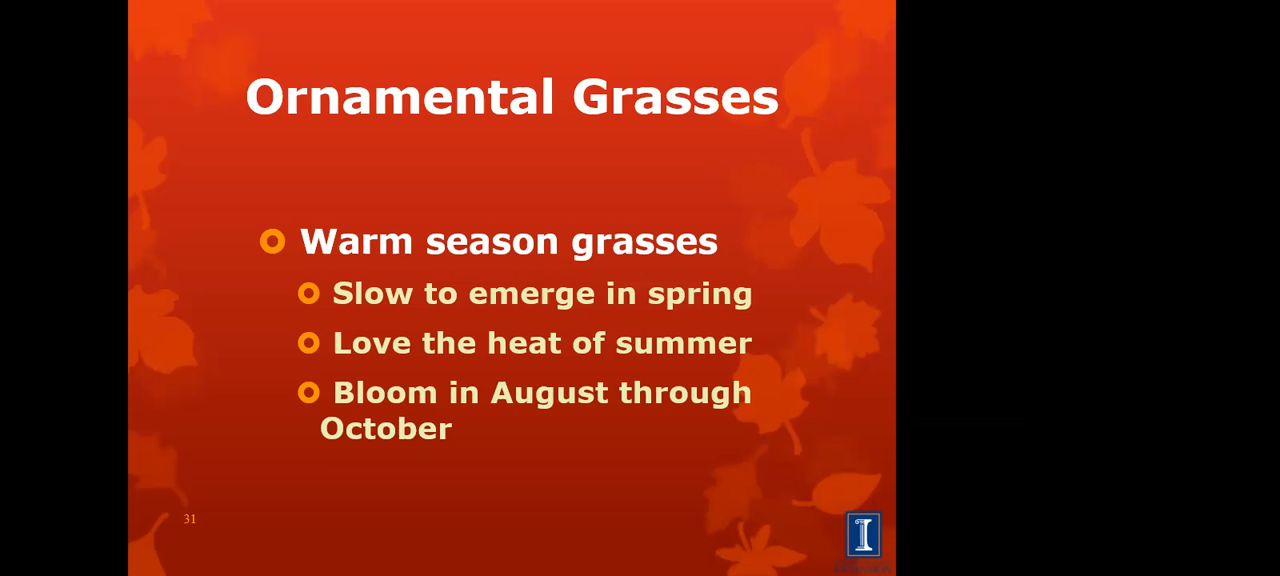 Ornamental Grasses
Warm season grasses
Slow to emerge in spring
Love the heat of summer
Bloom in August through
October
31
I